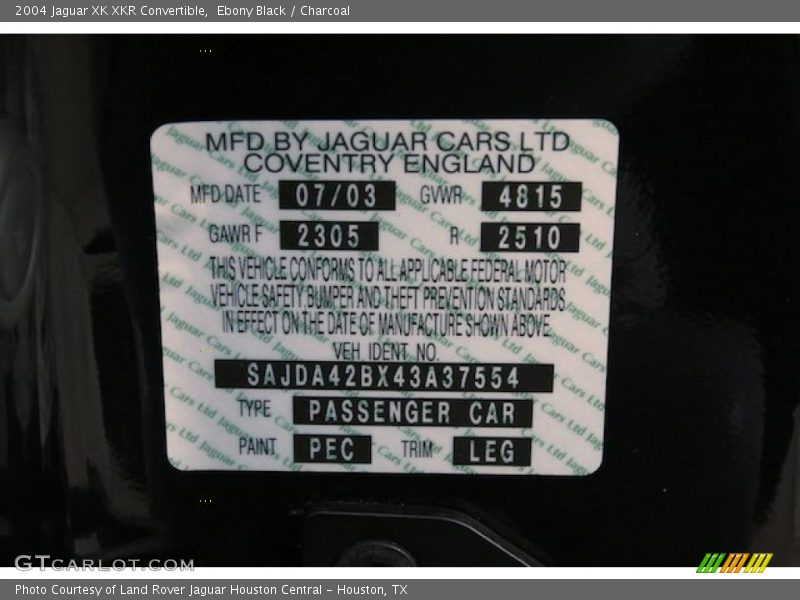 2004 Jaguar XK XKR Convertible, Ebony Black / Charcoal
MFD BY JAGUAR CARS LTD
COVENTRY ENGLAND
MFD DATE 07/03 GVWR 4815
GAWR F 2305 R 2510
THIS VEHICLE CONFORMS TO ALL APPLICABLE FEDERAL MOTOR
VEHICLE SAFETY BUMPER AND THEFT PREVENTION STANDARDS
IN EFFECT ON THE DATE OF MANUFACTURE SHOWN ABOVE.
VEH IDENT NO.
SAJDA42BX43A37554
TYPE PASSENGER CAR
PAINT PEC TRIM LEG
GTCARLOT.COM
Photo Courtesy of Land Rover Jaguar Houston Central - Houston, TX